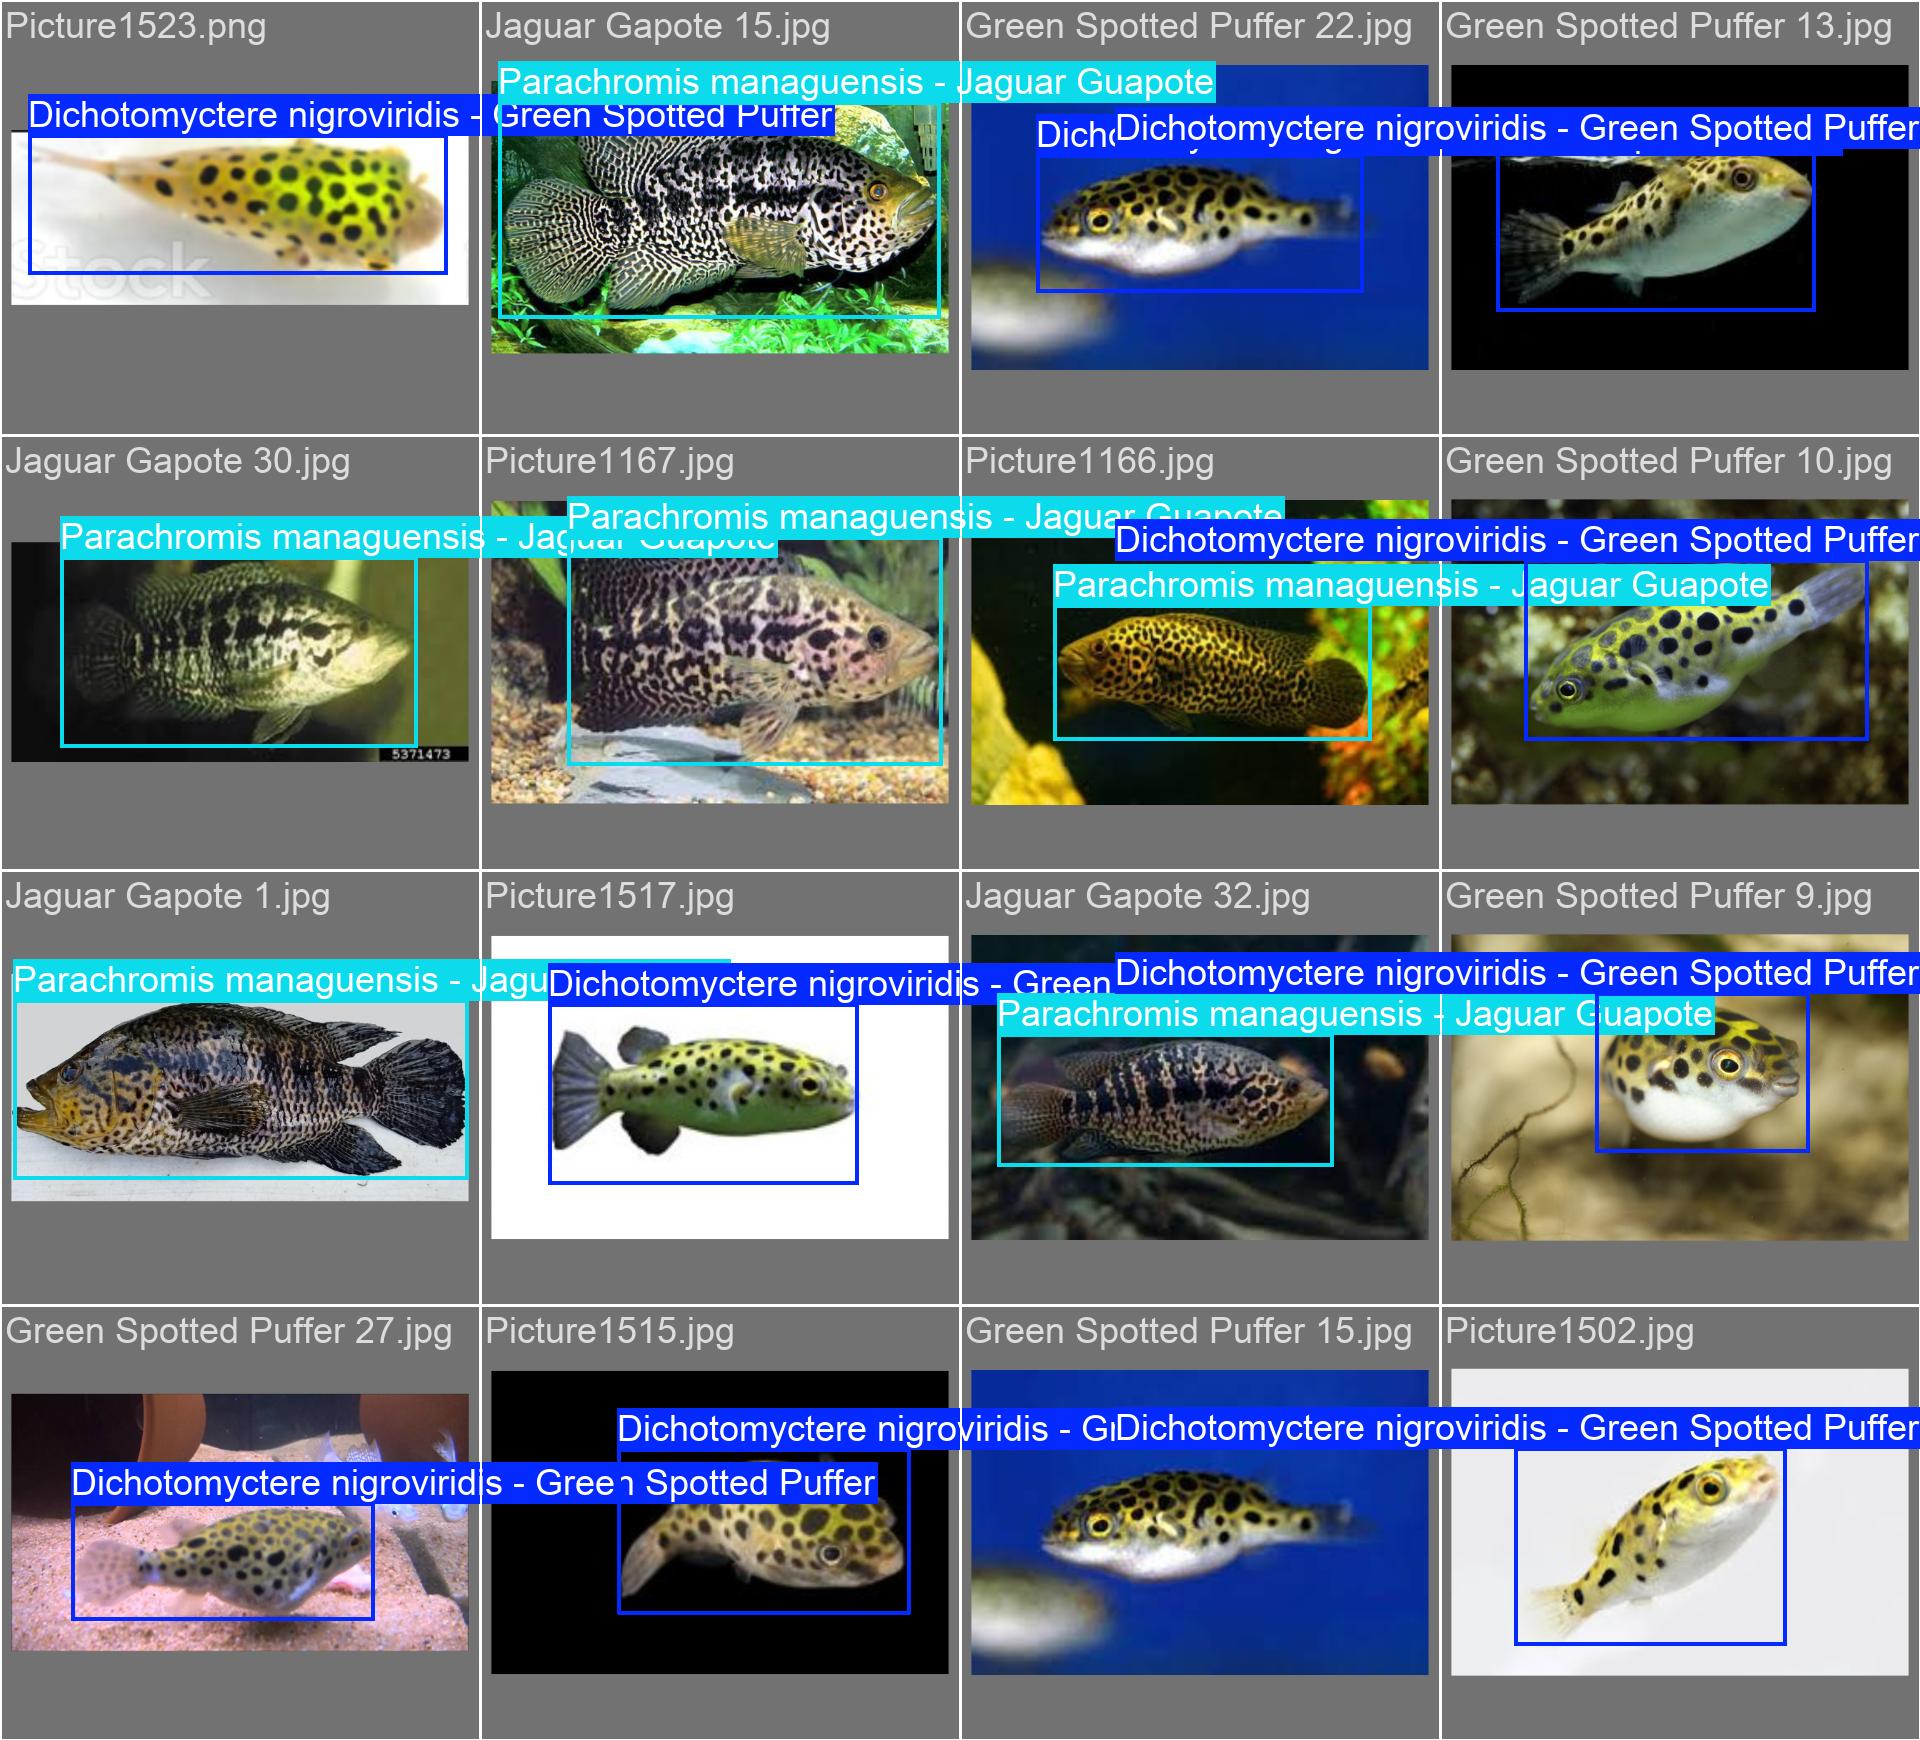 Picture1523.png
Jaguar Gapote 15.jpg
Green Spotted Puffer 22.jpg
Green Spotted Puffer 13.jpg
Parachromis managuensis - Jaguar Guapote
Dichotomyctere nigroviridis - Green Spotted Puffer
Dichotomyctere nigroviridis - Green Spotted Puffer
Stock
Jaguar Gapote 30.jpg
Picture1167.jpg
Picture1166.jpg
Green Spotted Puffer 10.jpg
Parachromis managuensis - Jaguar Guapote
Parachromis managuensis - Jaguar Guapote
Dichotomyctere nigroviridis - Green Spotted Puffer
Parachromis managuensis - Jaguar Guapote
5371473
Jaguar Gapote 1.jpg
Picture1517.jpg
Jaguar Gapote 32.jpg
Green Spotted Puffer 9.jpg
Parachromis managuensis - Jagu
Dichotomyctere nigroviridis - Green
Dichotomyctere nigroviridis - Green Spotted Puffer
Parachromis managuensis - Jaguar Guapote
Green Spotted Puffer 27.jpg
Picture1515.jpg
Green Spotted Puffer 15.jpg
Picture1502.jpg
Dichotomyctere nigroviridis - G
Dichotomyctere nigroviridis - Green Spotted Puffer
Dichotomyctere nigroviridis - Green Spotted Puffer